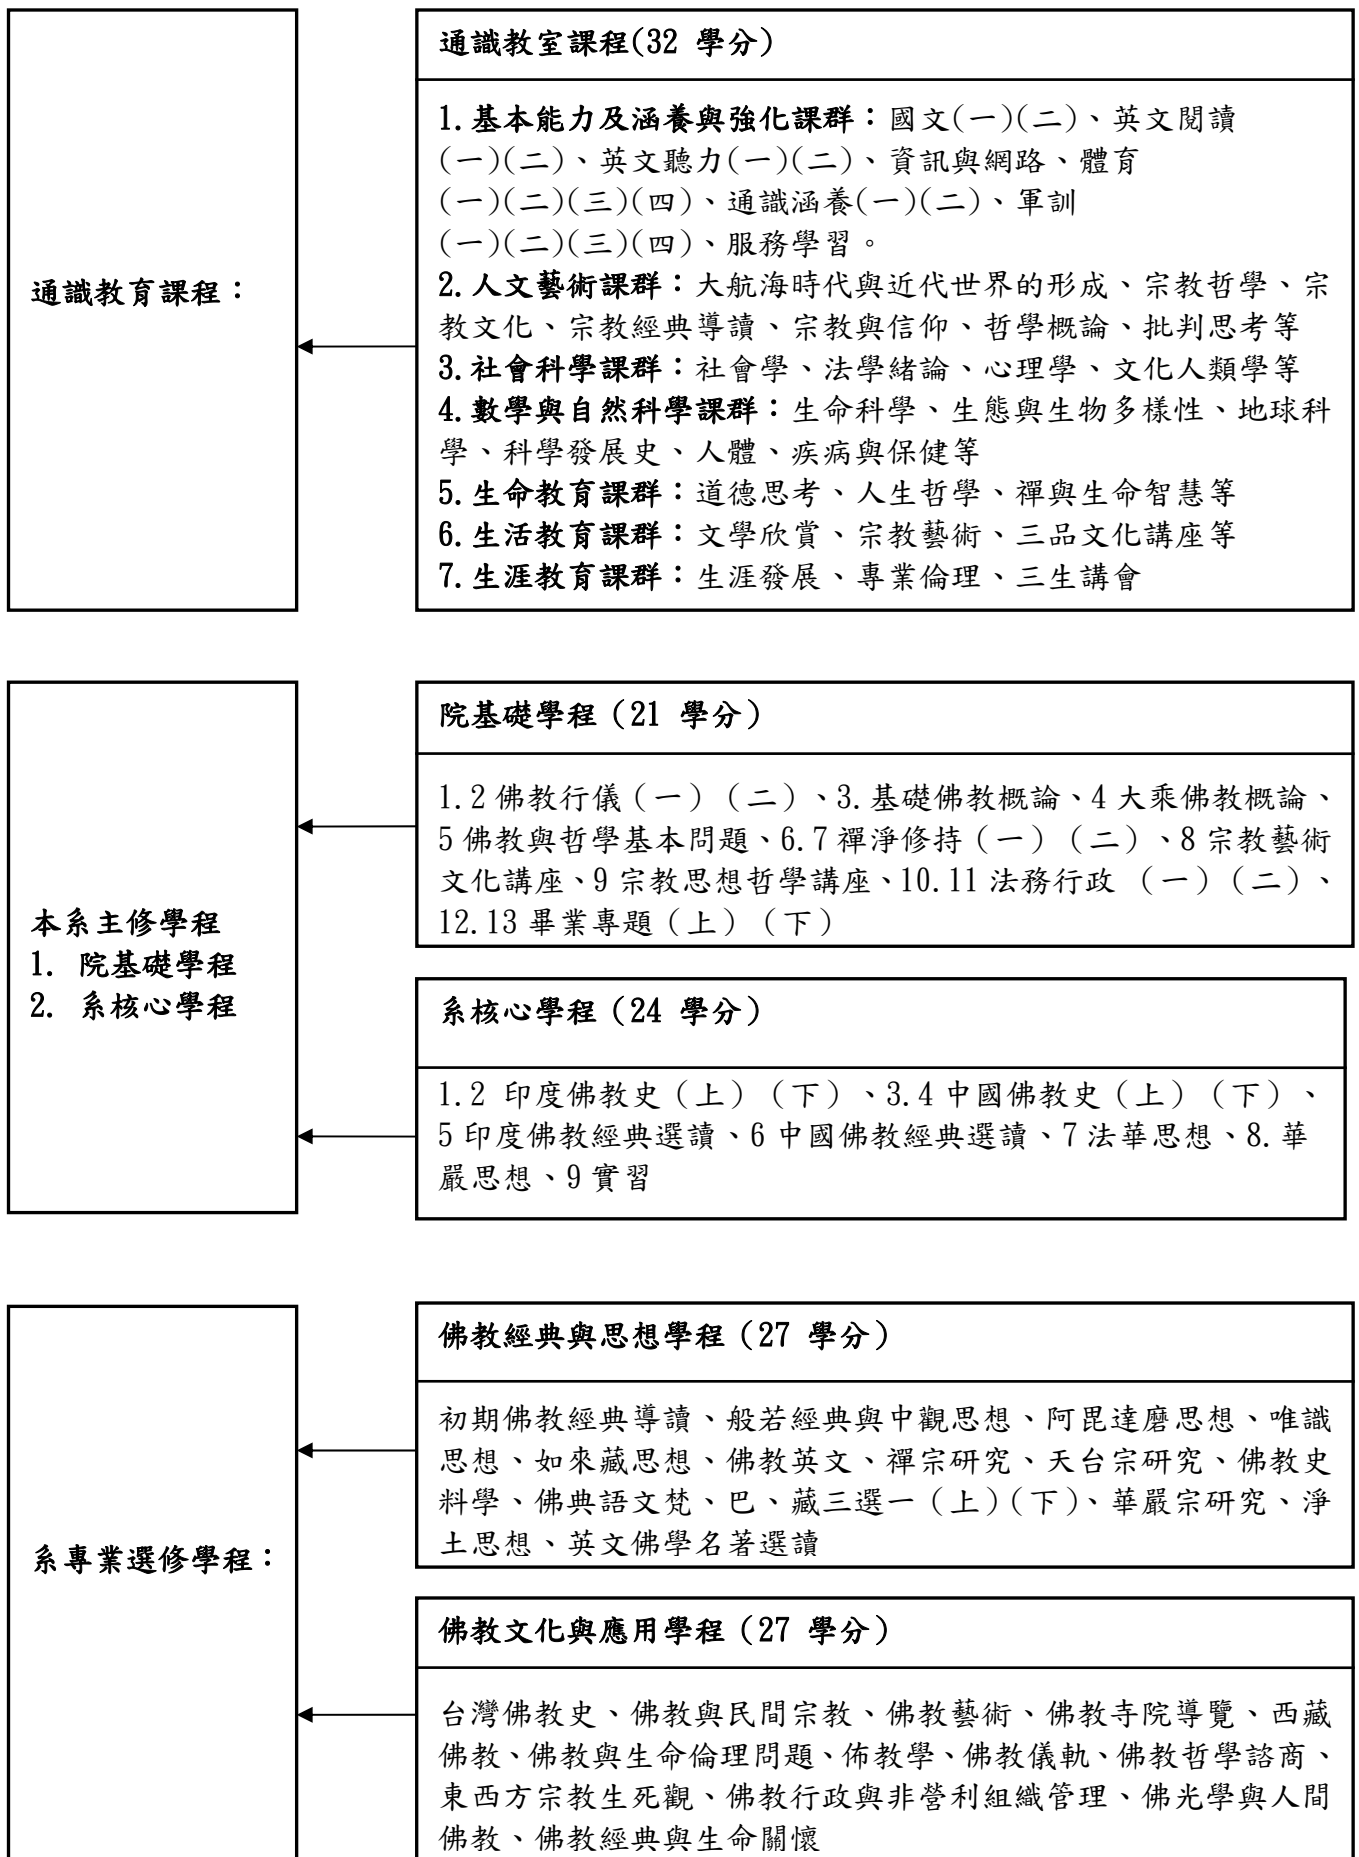 通識教育課程：
通識教室課程(32 學分)
1.基本能力及涵養與強化課群：國文(一)(二)、英文閱讀
(一)(二)、英文聽力(一)(二)、資訊與網路、體育
(一)(二)(三)(四)、通識涵養(一)(二)、軍訓
(一)(二)(三)(四)、服務學習。
2.人文藝術課群：大航海時代與近代世界的形成、宗教哲學、宗
教文化、宗教經典導讀、宗教與信仰、哲學概論、批判思考等
3.社會科學課群：社會學、法學緒論、心理學、文化人類學等
4.數學與自然科學課群：生命科學、生態與生物多樣性、地球科
學、科學發展史、人體、疾病與保健等
5.生命教育課群：道德思考、人生哲學、禪與生命智慧等
6.生活教育課群：文學欣賞、宗教藝術、三品文化講座等
7.生涯教育課群：生涯發展、專業倫理、三生講會
本系主修學程
1. 院基礎學程
2. 系核心學程
院基礎學程（21 學分）
1.2 佛教行儀（一）（二）、3.基礎佛教概論、4 大乘佛教概論、
5 佛教與哲學基本問題、6.7 禪淨修持（一）（二）、8 宗教藝術
文化講座、9 宗教思想哲學講座、10.11 法務行政 （一）（二）、
12.13 畢業專題（上）（下）
系核心學程（24 學分）
1.2 印度佛教史（上）（下）、3.4 中國佛教史（上）（下）、
5 印度佛教經典選讀、6 中國佛教經典選讀、7 法華思想、8.華
嚴思想、9 實習
系專業選修學程：
佛教經典與思想學程（27 學分）
初期佛教經典導讀、般若經典與中觀思想、阿毘達磨思想、唯識
思想、如來藏思想、佛教英文、禪宗研究、天台宗研究、佛教史
料學、佛典語文梵、巴、藏三選一（上）（下）、華嚴宗研究、淨
土思想、英文佛學名著選讀
佛教文化與應用學程（27 學分）
台灣佛教史、佛教與民間宗教、佛教藝術、佛教寺院導覽、西藏
佛教、佛教與生命倫理問題、佈教學、佛教儀軌、佛教哲學諮商、
東西方宗教生死觀、佛教行政與非營利組織管理、佛光學與人間
佛教、佛教經典與生命關懷